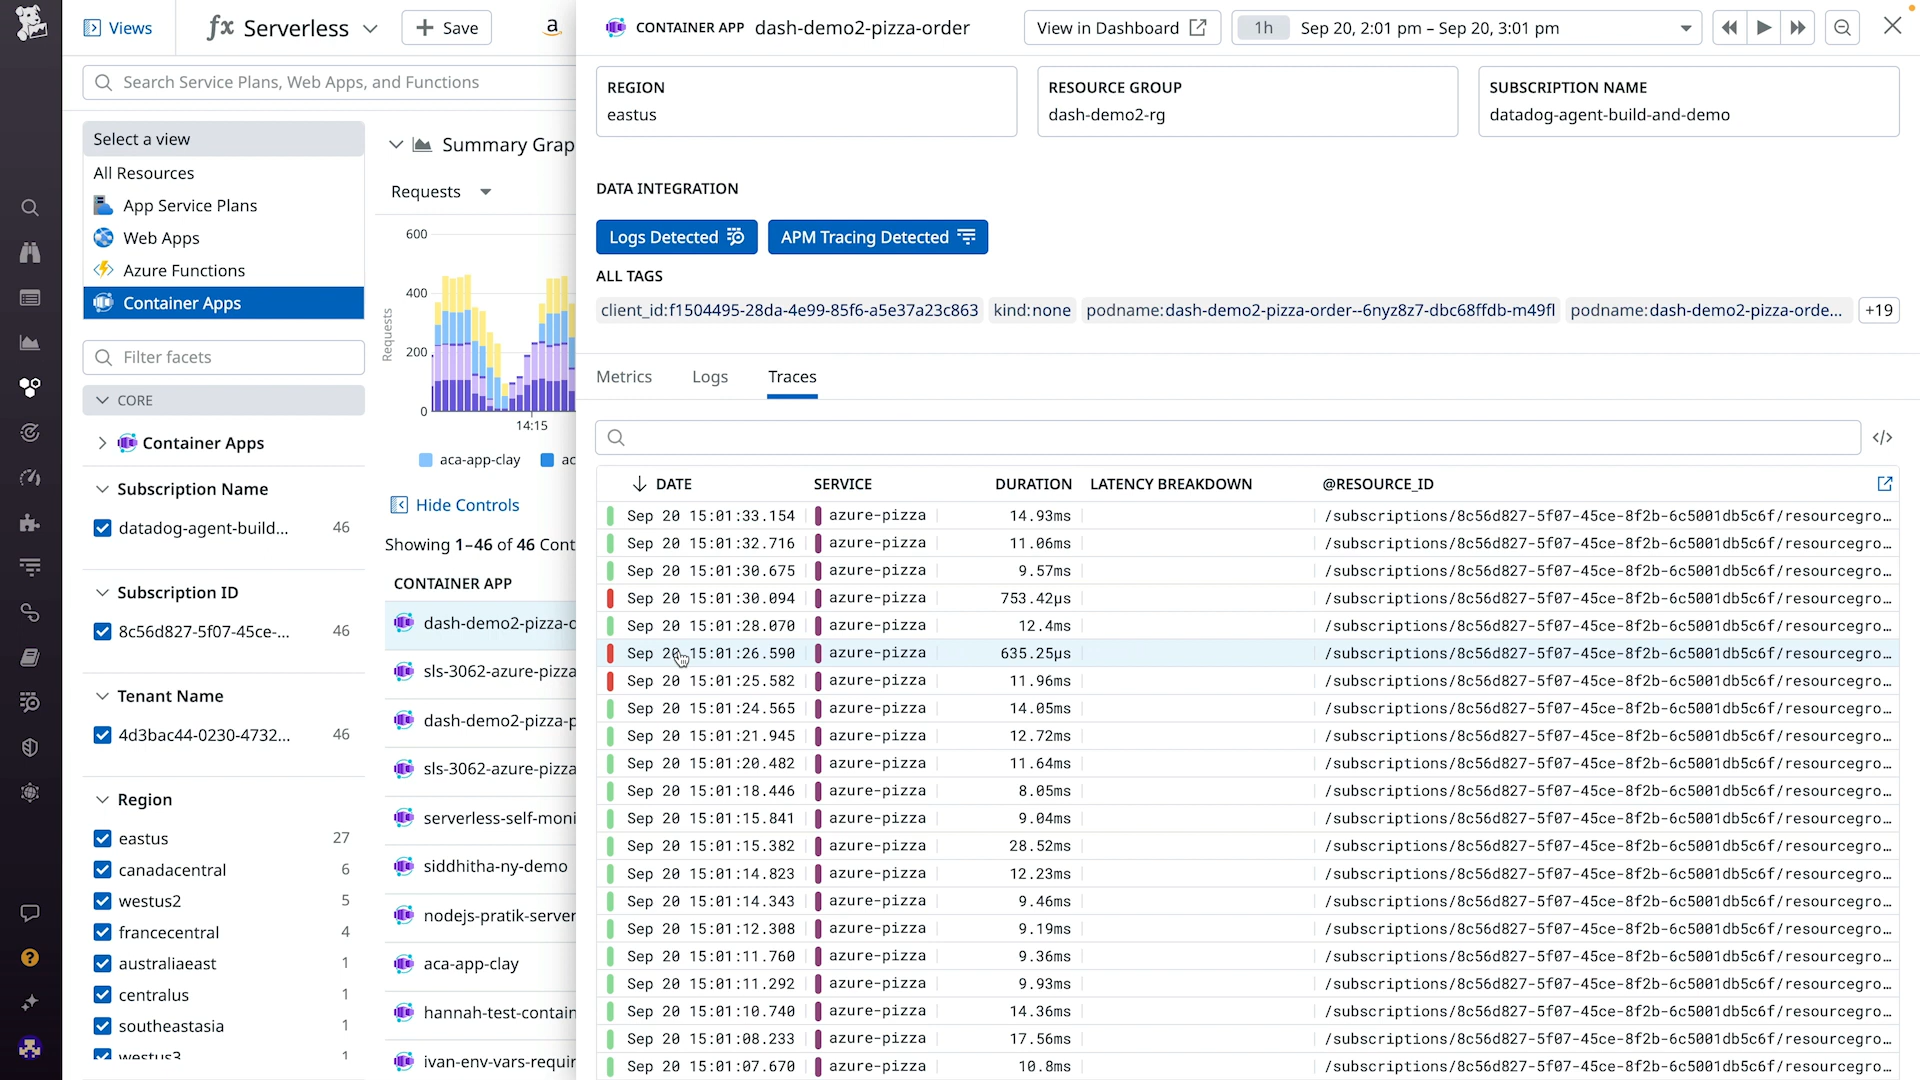 Views
fx Serverless
+ Save
a
Search Service Plans, Web Apps, and Functions
Select a view
All Resources
App Service Plans
Web Apps
Azure Functions
Container Apps
Filter facets
CORE
Container Apps
Subscription Name
datadog-agent-build... 46
Subscription ID
8c56d827-5f07-45ce-... 46
Tenant Name
4d3bac44-0230-4732... 46
Region
eastus 27
canadacentral 6
westus2 5
francecentral 4
australiaeast 1
centralus 1
southeastasia 1
westus3 1
Summary Grap
Requests
600
400
200
0
Requests
14:15
aca-app-clay ac
Hide Controls
Showing 1–46 of 46 Cont
CONTAINER APP
dash-demo2-pizza-o
sls-3062-azure-pizza
dash-demo2-pizza-p
sls-3062-azure-pizza
serverless-self-moni
siddhitha-ny-demo
nodejs-pratik-server
aca-app-clay
hannah-test-contain
ivan-env-vars-requir
CONTAINER APP dash-demo2-pizza-order
View in Dashboard
1h Sep 20, 2:01 pm – Sep 20, 3:01 pm
REGION
eastus
RESOURCE GROUP
dash-demo2-rg
SUBSCRIPTION NAME
datadog-agent-build-and-demo
DATA INTEGRATION
Logs Detected
APM Tracing Detected
ALL TAGS
client_id:f1504495-28da-4e99-85f6-a5e37a23c863 kind:none podname:dash-demo2-pizza-order--6nyz8z7-dbc68ffdb-m49fl podname:dash-demo2-pizza-orde... +19
Metrics Logs Traces
</>
DATE SERVICE DURATION LATENCY BREAKDOWN @RESOURCE_ID
Sep 20 15:01:33.154 azure-pizza 14.93ms /subscriptions/8c56d827-5f07-45ce-8f2b-6c5001db5c6f/resourcegro…
Sep 20 15:01:32.716 azure-pizza 11.06ms /subscriptions/8c56d827-5f07-45ce-8f2b-6c5001db5c6f/resourcegro…
Sep 20 15:01:30.675 azure-pizza 9.57ms /subscriptions/8c56d827-5f07-45ce-8f2b-6c5001db5c6f/resourcegro…
Sep 20 15:01:30.094 azure-pizza 753.42μs /subscriptions/8c56d827-5f07-45ce-8f2b-6c5001db5c6f/resourcegro…
Sep 20 15:01:28.070 azure-pizza 12.4ms /subscriptions/8c56d827-5f07-45ce-8f2b-6c5001db5c6f/resourcegro…
Sep 20 15:01:26.590 azure-pizza 635.25μs /subscriptions/8c56d827-5f07-45ce-8f2b-6c5001db5c6f/resourcegro…
Sep 20 15:01:25.582 azure-pizza 11.96ms /subscriptions/8c56d827-5f07-45ce-8f2b-6c5001db5c6f/resourcegro…
Sep 20 15:01:24.565 azure-pizza 14.05ms /subscriptions/8c56d827-5f07-45ce-8f2b-6c5001db5c6f/resourcegro…
Sep 20 15:01:21.945 azure-pizza 12.72ms /subscriptions/8c56d827-5f07-45ce-8f2b-6c5001db5c6f/resourcegro…
Sep 20 15:01:20.482 azure-pizza 11.64ms /subscriptions/8c56d827-5f07-45ce-8f2b-6c5001db5c6f/resourcegro…
Sep 20 15:01:18.446 azure-pizza 8.05ms /subscriptions/8c56d827-5f07-45ce-8f2b-6c5001db5c6f/resourcegro…
Sep 20 15:01:15.841 azure-pizza 9.04ms /subscriptions/8c56d827-5f07-45ce-8f2b-6c5001db5c6f/resourcegro…
Sep 20 15:01:15.382 azure-pizza 28.52ms /subscriptions/8c56d827-5f07-45ce-8f2b-6c5001db5c6f/resourcegro…
Sep 20 15:01:14.823 azure-pizza 12.23ms /subscriptions/8c56d827-5f07-45ce-8f2b-6c5001db5c6f/resourcegro…
Sep 20 15:01:14.343 azure-pizza 9.46ms /subscriptions/8c56d827-5f07-45ce-8f2b-6c5001db5c6f/resourcegro…
Sep 20 15:01:12.308 azure-pizza 9.19ms /subscriptions/8c56d827-5f07-45ce-8f2b-6c5001db5c6f/resourcegro…
Sep 20 15:01:11.760 azure-pizza 9.36ms /subscriptions/8c56d827-5f07-45ce-8f2b-6c5001db5c6f/resourcegro…
Sep 20 15:01:11.292 azure-pizza 9.93ms /subscriptions/8c56d827-5f07-45ce-8f2b-6c5001db5c6f/resourcegro…
Sep 20 15:01:10.740 azure-pizza 14.36ms /subscriptions/8c56d827-5f07-45ce-8f2b-6c5001db5c6f/resourcegro…
Sep 20 15:01:08.233 azure-pizza 17.56ms /subscriptions/8c56d827-5f07-45ce-8f2b-6c5001db5c6f/resourcegro…
Sep 20 15:01:07.670 azure-pizza 10.8ms /subscriptions/8c56d827-5f07-45ce-8f2b-6c5001db5c6f/resourcegro…